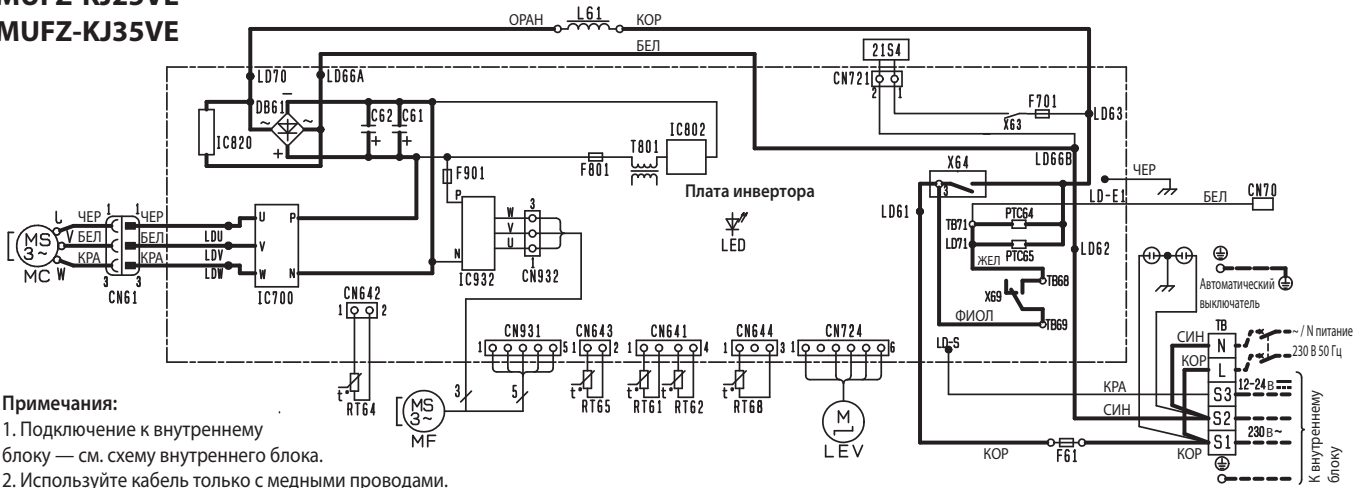 MUFZ-KJ25VE
MUFZ-KJ35VE
ОРАН L61 КОР
БЕЛ
21S4
CN721
2 1
F701
X63
LD70
LD66A
LD63
DB61
~ − ~ +
C62 C61
+ +
IC820
T801
IC802
F801
F901
LD66B
X64
3
ЧЕР
LD-E1
БЕЛ
CN70
Плата инвертора
LED
LD61
TB71
PTC64
LD71
PTC65
LD62
ЖЕЛ
TB68
X69
ФИОЛ
TB69
MS
3~
MC
U
V
W
ЧЕР 1 1 ЧЕР
БЕЛ БЕЛ
КРА КРА
3 3
CN61
LDU
LDV
LDW
U P
V
W N
IC700
P
N
W
V
U
IC932
3
1
CN932
CN642
1 2
t°
RT64
MS
3~
MF
3
5
CN931
1 5
CN643
1 2
t°
RT65
CN641
1 4
t° t°
RT61 RT62
CN644
1 3
t°
RT68
CN724
1 6
M
LEV
LD-S
Автоматический
выключатель
TB
СИН N
КОР L
S3
S2
S1
~ / N питание
230 В 50 Гц
12-24 В
230 В ~
КРА
СИН
КОР F61 КОР
К внутреннему
блоку
Примечания:
1. Подключение к внутреннему
блоку — см. схему внутреннего блока.
2. Используйте кабель только с медными проводами.